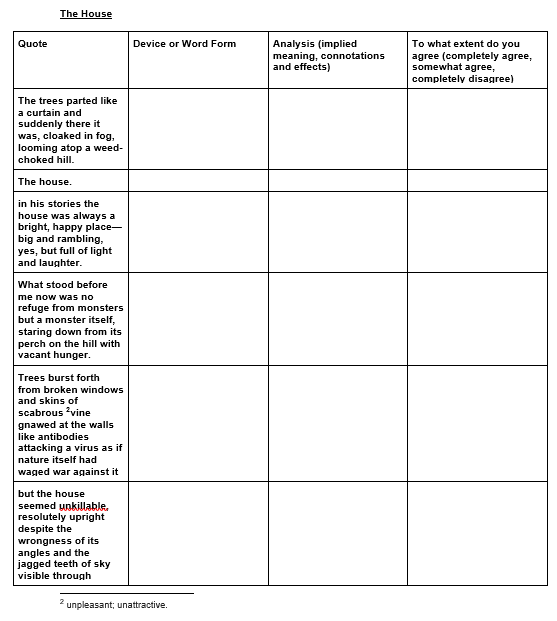 The House
Quote
Device or Word Form
Analysis (implied
meaning, connotations
and effects)
To what extent do you
agree (completely agree,
somewhat agree,
completely disagree)
The trees parted like
a curtain and
suddenly there it
was, cloaked in fog,
looming atop a weed-
choked hill.
The house.
in his stories the
house was always a
bright, happy place—
big and rambling,
yes, but full of light
and laughter.
What stood before
me now was no
refuge from monsters
but a monster itself,
staring down from its
perch on the hill with
vacant hunger.
Trees burst forth
from broken windows
and skins of
scabrous ²vine
gnawed at the walls
like antibodies
attacking a virus as if
nature itself had
waged war against it
but the house
seemed unkillable,
resolutely upright
despite the
wrongness of its
angles and the
jagged teeth of sky
visible through
² unpleasant; unattractive.